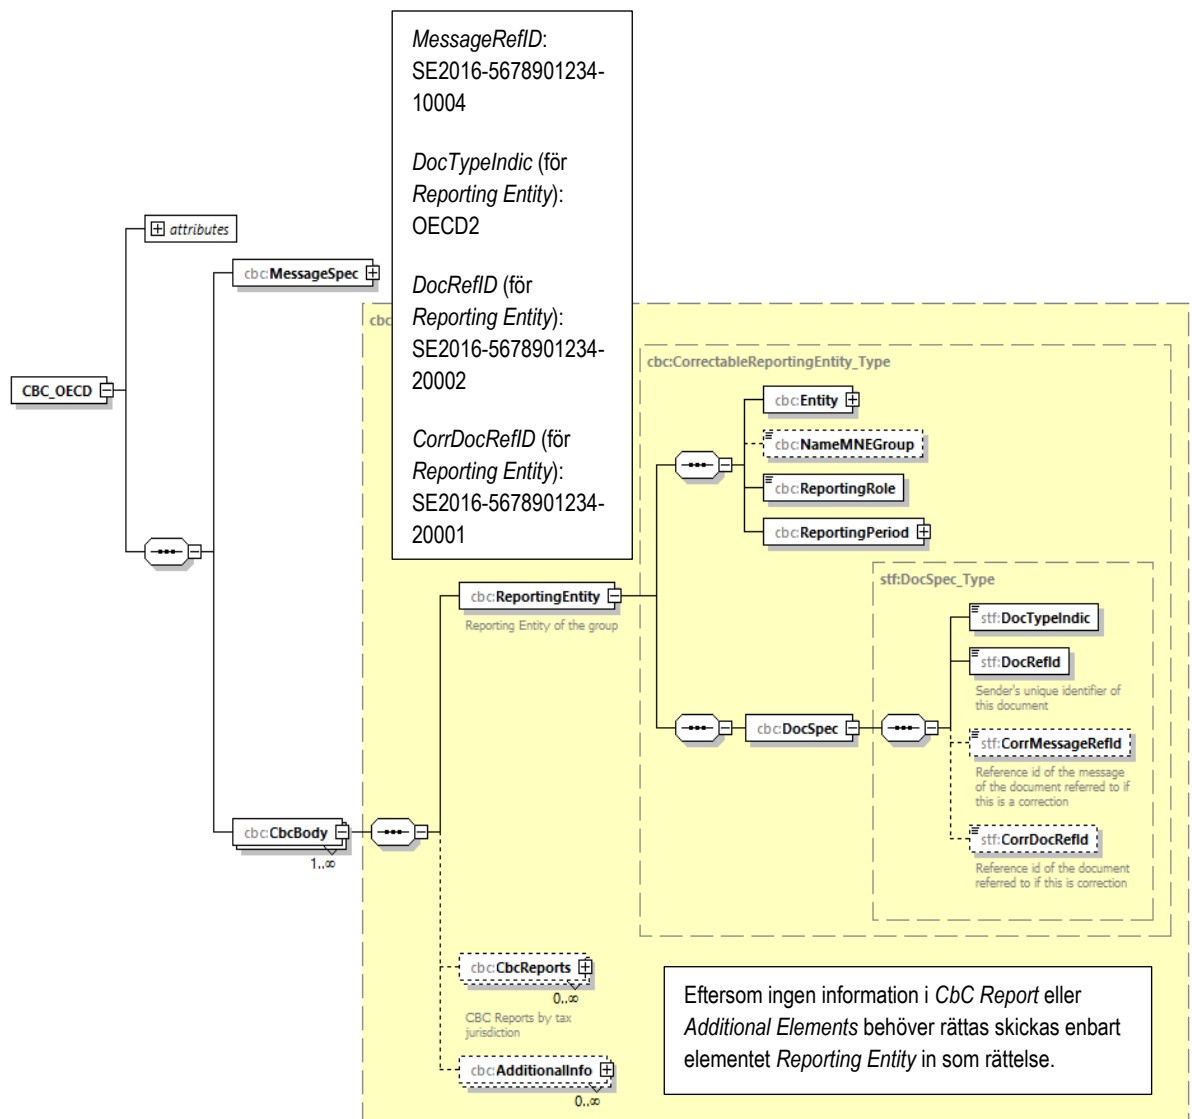 MessageRefID:
SE2016-5678901234-
10004
DocTypeIndic (för
Reporting Entity):
OECD2
DocRefID (för
Reporting Entity):
SE2016-5678901234-
20002
CorrDocRefID (för
Reporting Entity):
SE2016-5678901234-
20001
attributes
cbc:MessageSpec
CBC_OECD
cbc
cbc:CorrectableReportingEntity_Type
cbc:Entity
cbc:NameMNEGroup
cbc:ReportingRole
cbc:ReportingPeriod
cbc:ReportingEntity
Reporting Entity of the group
stf:DocSpec_Type
stf:DocTypeIndic
stf:DocRefId
Sender's unique identifier of
this document
cbc:DocSpec
stf:CorrMessageRefId
Reference id of the message
of the document referred to if
this is a correction
stf:CorrDocRefId
Reference id of the document
referred to if this is correction
cbc:CbcBody
1..∞
cbc:CbcReports
0..∞
CBC Reports by tax
jurisdiction
cbc:AdditionalInfo
0..∞
Eftersom ingen information i CbC Report eller
Additional Elements behöver rättas skickas enbart
elementet Reporting Entity in som rättelse.